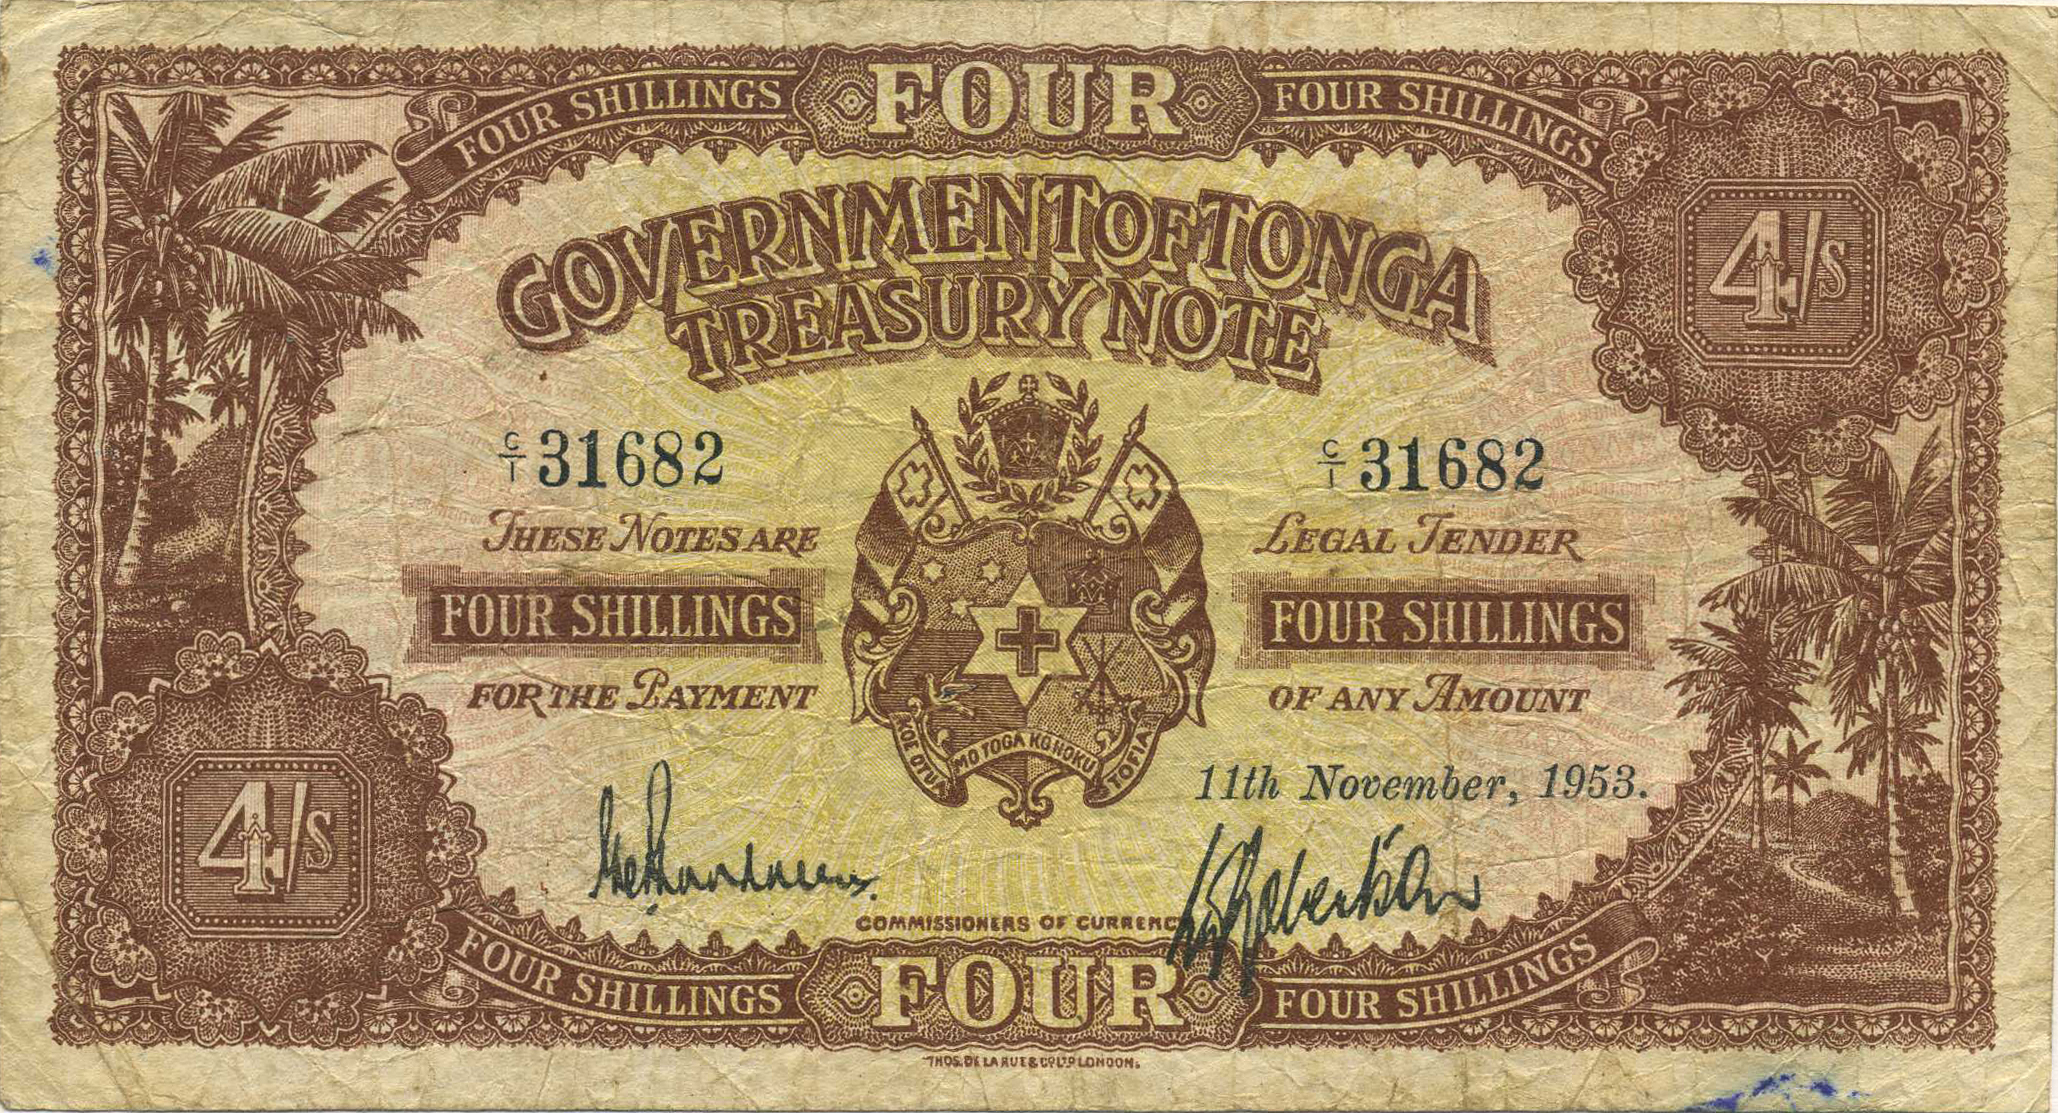 FOUR
FOUR SHILLINGS
FOUR SHILLINGS
4/s
GOVERNMENT OF TONGA
TREASURY NOTE
C/1 31682
C/1 31682
THESE NOTES ARE
LEGAL TENDER
FOUR SHILLINGS
FOUR SHILLINGS
FOR THE PAYMENT
OF ANY AMOUNT
KOE OTUA MO TOGA KO HOKU TOFIA
11th November, 1953.
4/s
COMMISSIONERS OF CURRENCY
FOUR SHILLINGS
FOUR
FOUR SHILLINGS
THOS. DE LA RUE & CO. LTD LONDON.